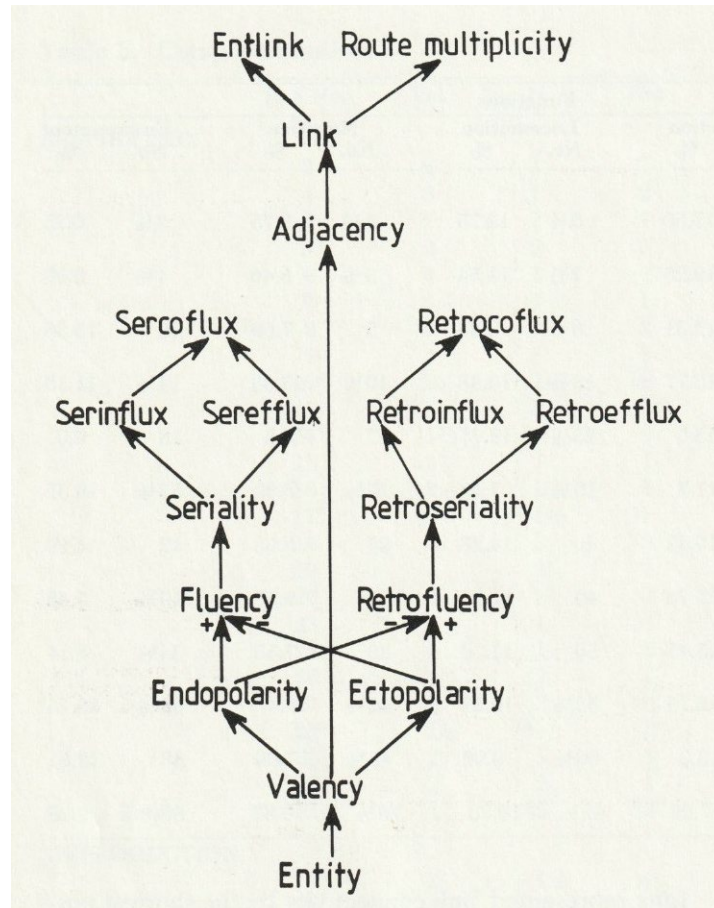 Entlink Route multiplicity
Link
Adjacency
Sercoflux Retrocoflux
Serinflux Serefflux Retroinflux Retroefflux
Seriality Retroseriality
Fluency Retrofluency
+ - - +
Endopolarity Ectopolarity
Valency
Entity